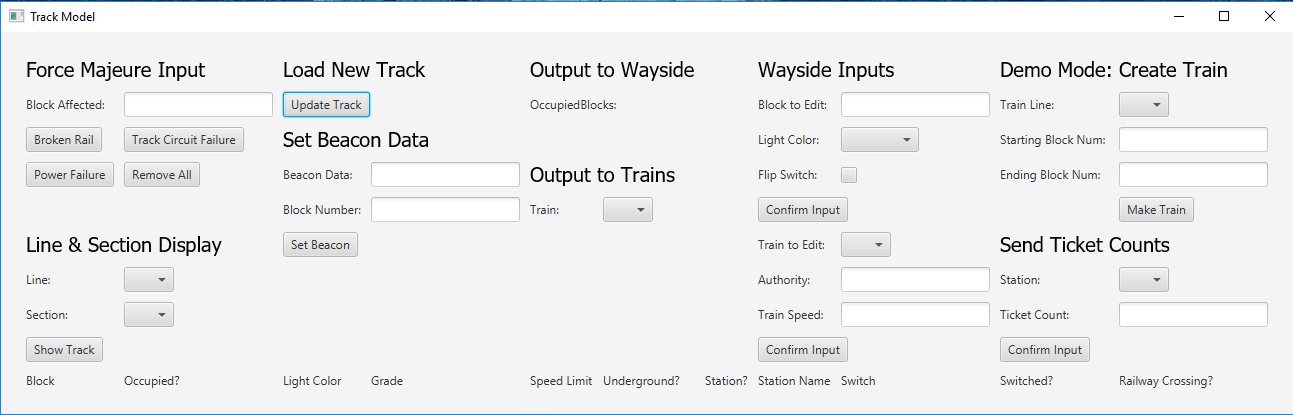 Track Model
Force Majeure Input
Load New Track
Output to Wayside
Wayside Inputs
Demo Mode: Create Train
Block Affected:
Update Track
OccupiedBlocks:
Block to Edit:
Train Line:
Broken Rail
Track Circuit Failure
Set Beacon Data
Light Color:
Starting Block Num:
Power Failure
Remove All
Beacon Data:
Output to Trains
Flip Switch:
Ending Block Num:
Block Number:
Train:
Confirm Input
Make Train
Line & Section Display
Set Beacon
Train to Edit:
Send Ticket Counts
Line:
Authority:
Station:
Section:
Train Speed:
Ticket Count:
Show Track
Confirm Input
Confirm Input
Block Occupied? Light Color Grade Speed Limit Underground? Station? Station Name Switch Switched? Railway Crossing?